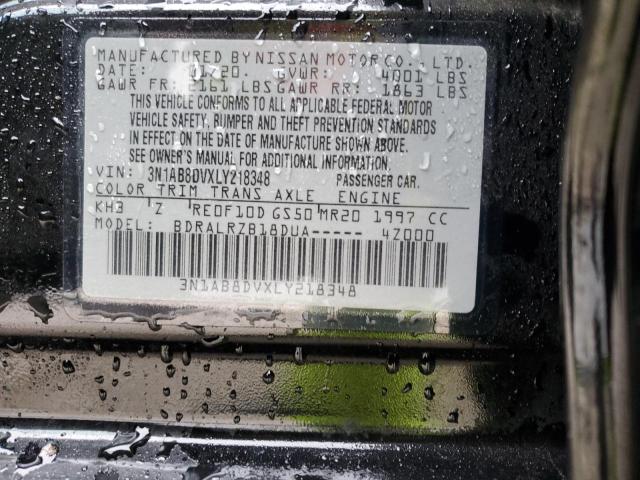 MANUFACTURED BY NISSAN MOTOR CO., LTD.
DATE: 01/20 GVWR: 4001 LBS
GAWR FR: 2161 LBS GAWR RR: 1863 LBS
THIS VEHICLE CONFORMS TO ALL APPLICABLE FEDERAL MOTOR
VEHICLE SAFETY, BUMPER AND THEFT PREVENTION STANDARDS
IN EFFECT ON THE DATE OF MANUFACTURE SHOWN ABOVE.
SEE OWNER'S MANUAL FOR ADDITIONAL INFORMATION.
VIN: 3N1AB8DVXLY218348 PASSENGER CAR.
COLOR TRIM TRANS AXLE ENGINE
KH3 Z RE0F10D GS50 MR20 1997 CC
MODEL: BDRALRZB18DUA----- 4Z000
3N1AB8DVXLY218348